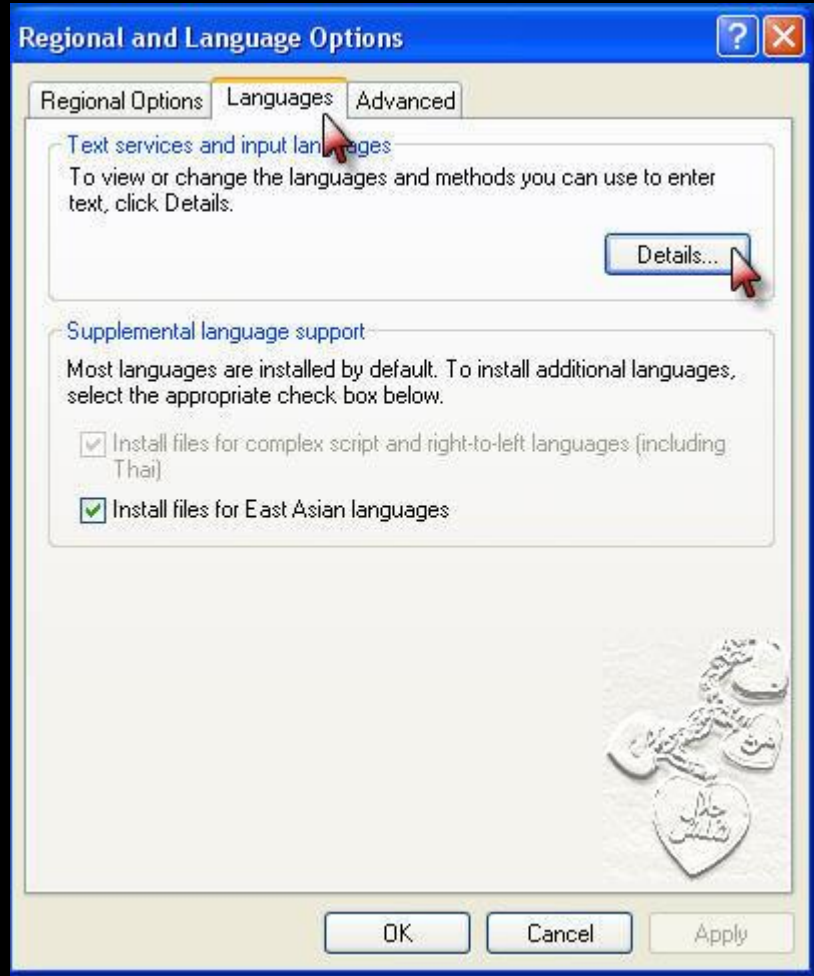 Regional and Language Options
Regional Options
Languages
Advanced
Text services and input languages
To view or change the languages and methods you can use to enter
text, click Details.
Details...
Supplemental language support
Most languages are installed by default. To install additional languages,
select the appropriate check box below.
Install files for complex script and right-to-left languages (including
Thai)
Install files for East Asian languages
OK
Cancel
Apply